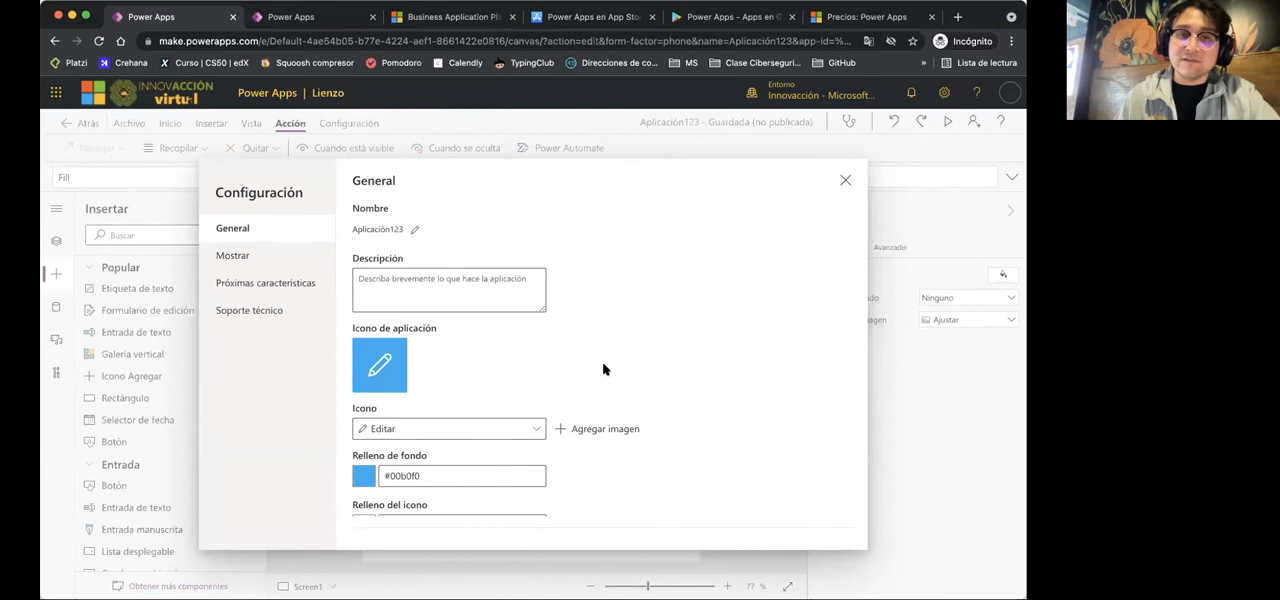 Power Apps
Power Apps
Business Application Pla
Power Apps en App Sto
Power Apps - Apps en G
Precios: Power Apps
make.powerapps.com/e/Default-4ae54b05-b77e-4224-aef1-8661422e0816/canvas/?action=edit&form-factor=phone&name=Aplicación123&app-id=%...
Incógnito
Platzi
Crehana
Curso | CS50 | edX
Squoosh compresor
Pomodoro
Calendly
TypingClub
Direcciones de co...
MS
Clase Ciberseguri...
GitHub
»
Lista de lectura
INNOVACCIÓN
virtual
Power Apps | Lienzo
Entorno
Innovacción - Microsoft...
Atrás
Archivo
Inicio
Insertar
Vista
Acción
Configuración
Aplicación123 - Guardada (no publicada)
Navegar
Recopilar
Quitar
Cuando está visible
Cuando se oculta
Power Automate
Fill
Insertar
Buscar
Popular
Etiqueta de texto
Formulario de edición
Entrada de texto
Galería vertical
Icono Agregar
Rectángulo
Selector de fecha
Botón
Entrada
Botón
Entrada de texto
Entrada manuscrita
Lista desplegable
Obtener más componentes
Configuración
General
Mostrar
Próximas características
Soporte técnico
General
Nombre
Aplicación123
Descripción
Describa brevemente lo que hace la aplicación
Icono de aplicación
Icono
Editar
Agregar imagen
Relleno de fondo
#00b0f0
Relleno del icono
Avanzado
Ninguno
Ajustar
Screen1
77 %